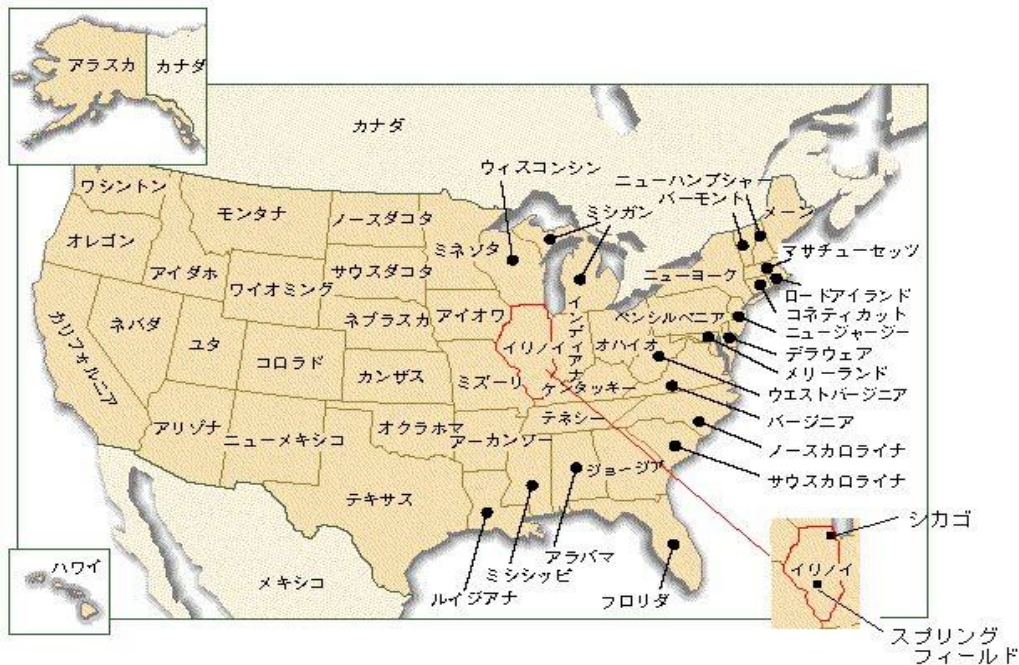 アラスカ
カナダ
カナダ
ウィスコンシン
ニューハンプシャー
バーモント
ミシガン
メーン
ワシントン
モンタナ
ノースダコタ
ミネソタ
オレゴン
マサチューセッツ
アイダホ
サウスダコタ
ニューヨーク
ワイオミング
ロードアイランド
コネティカット
ネブラスカ
アイオワ
インディアナ
ペンシルベニア
ニュージャージー
カリフォルニア
ネバダ
ユタ
イリノイ
オハイオ
デラウェア
コロラド
メリーランド
カンザス
ミズーリ
ケンタッキー
ウエストバージニア
テネシー
バージニア
アリゾナ
ニューメキシコ
オクラホマ
アーカンソー
ノースカロライナ
ジョージア
サウスカロライナ
テキサス
シカゴ
アラバマ
ミシシッピ
ルイジアナ
フロリダ
ハワイ
メキシコ
イリノイ
スプリング
フィールド